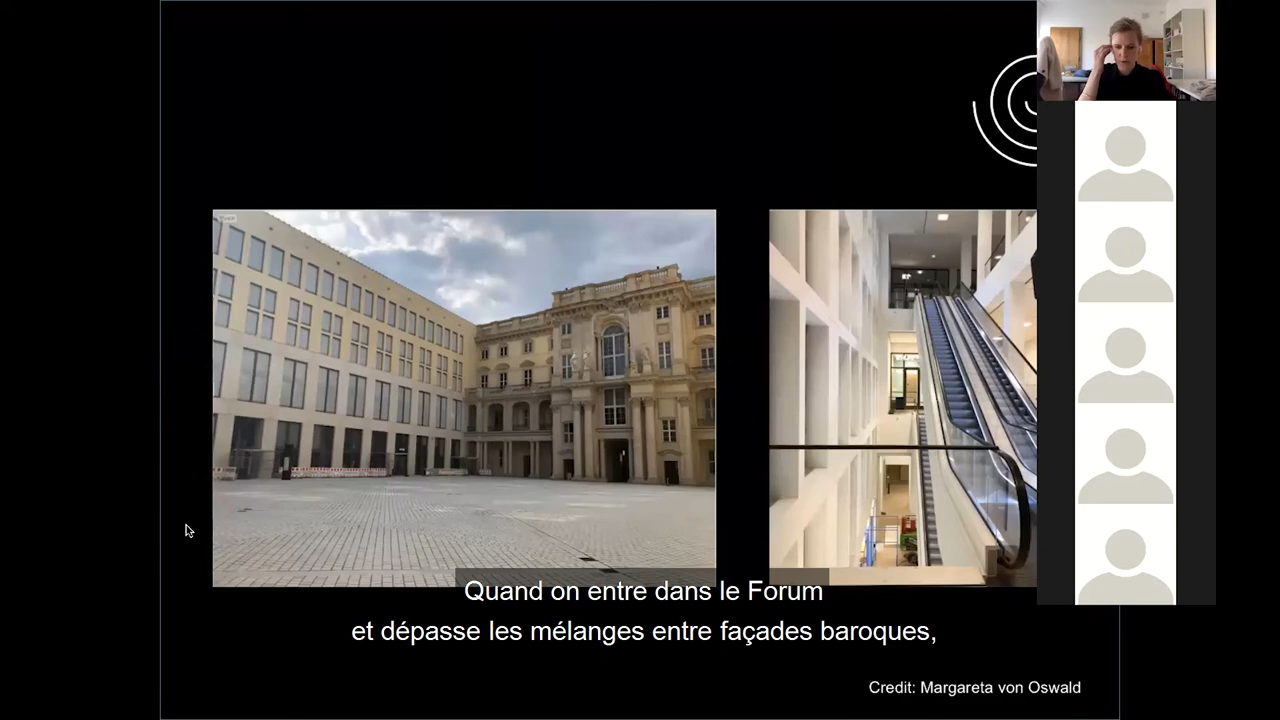 Quand on entre dans le Forum
et dépasse les mélanges entre façades baroques,
Credit: Margareta von Oswald